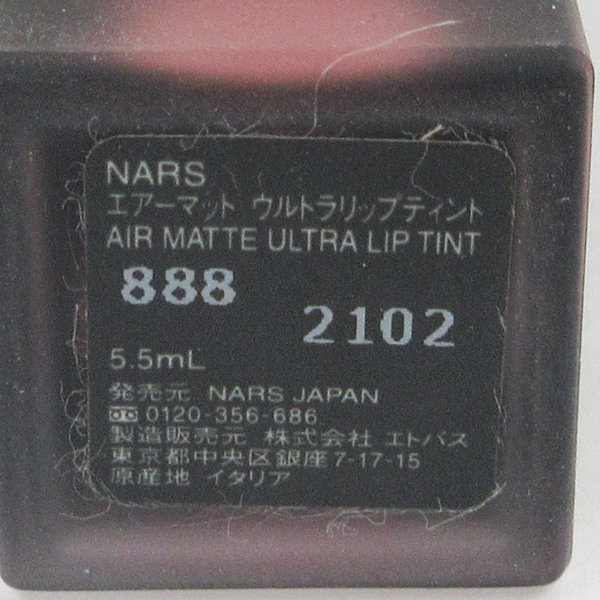 NARS
エアーマット ウルトラリップティント
AIR MATTE ULTRA LIP TINT
888
2102
5.5mL
発売元 NARS JAPAN
0120-356-686
製造販売元 株式会社 エトバス
東京都中央区銀座7-17-15
原産地 イタリア